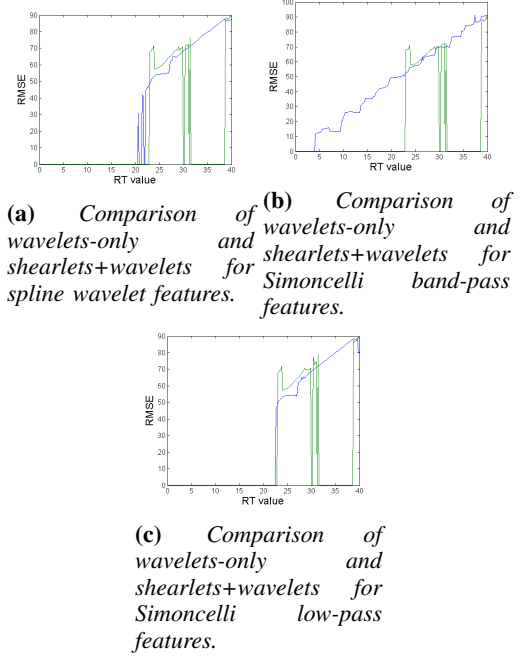 90
80
70
60
50
40
30
20
10
0
RMSE
0 5 10 15 20 25 30 35 40
RT value
100
90
80
70
60
50
40
30
20
10
0
RMSE
0 5 10 15 20 25 30 35 40
RT value
(a) Comparison of
wavelets-only and
shearlets+wavelets for
spline wavelet features.
(b) Comparison of
wavelets-only and
shearlets+wavelets for
Simoncelli band-pass
features.
90
80
70
60
50
40
30
20
10
0
RMSE
0 5 10 15 20 25 30 35 40
RT value
(c) Comparison of
wavelets-only and
shearlets+wavelets for
Simoncelli low-pass
features.